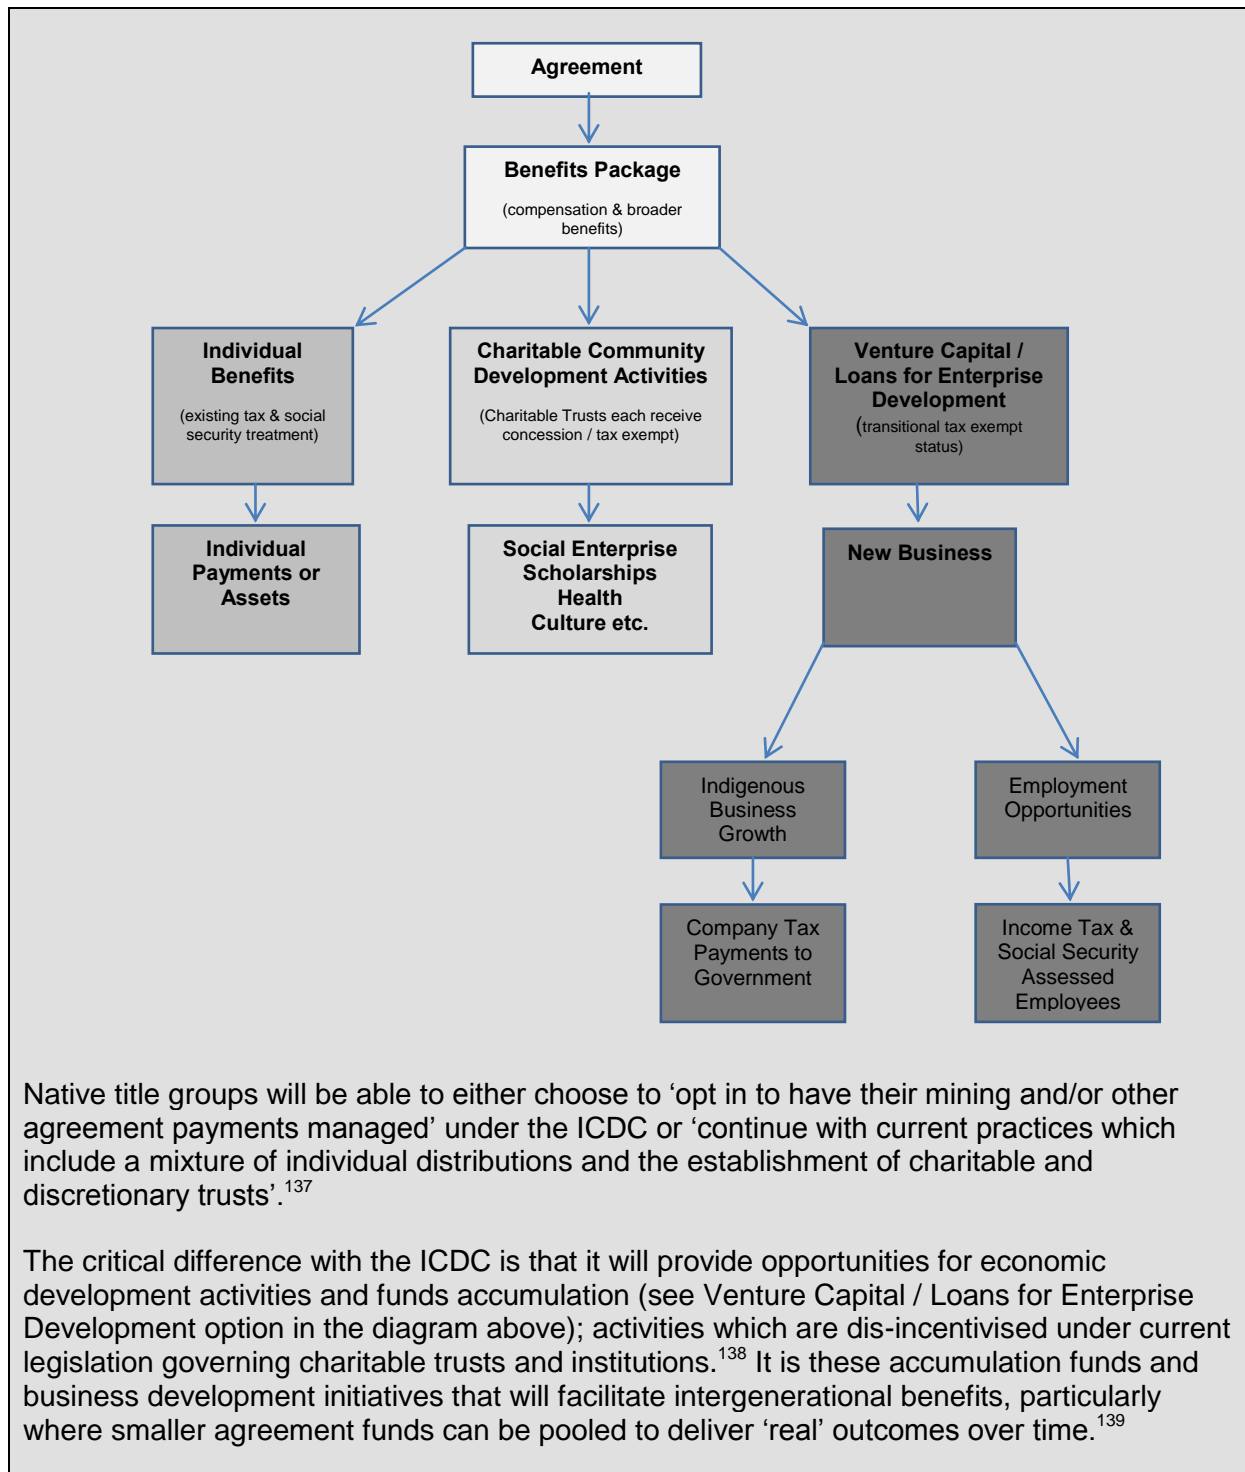 Agreement
Benefits Package
(compensation & broader
benefits)
Individual
Benefits
(existing tax & social
security treatment)
Charitable Community
Development Activities
(Charitable Trusts each receive
concession / tax exempt)
Venture Capital /
Loans for Enterprise
Development
(transitional tax exempt
status)
Individual
Payments or
Assets
Social Enterprise
Scholarships
Health
Culture etc.
New Business
Indigenous
Business
Growth
Employment
Opportunities
Company Tax
Payments to
Government
Income Tax &
Social Security
Assessed
Employees
Native title groups will be able to either choose to ‘opt in to have their mining and/or other
agreement payments managed’ under the ICDC or ‘continue with current practices which
include a mixture of individual distributions and the establishment of charitable and
discretionary trusts’.137
The critical difference with the ICDC is that it will provide opportunities for economic
development activities and funds accumulation (see Venture Capital / Loans for Enterprise
Development option in the diagram above); activities which are dis-incentivised under current
legislation governing charitable trusts and institutions.138 It is these accumulation funds and
business development initiatives that will facilitate intergenerational benefits, particularly
where smaller agreement funds can be pooled to deliver ‘real’ outcomes over time.139